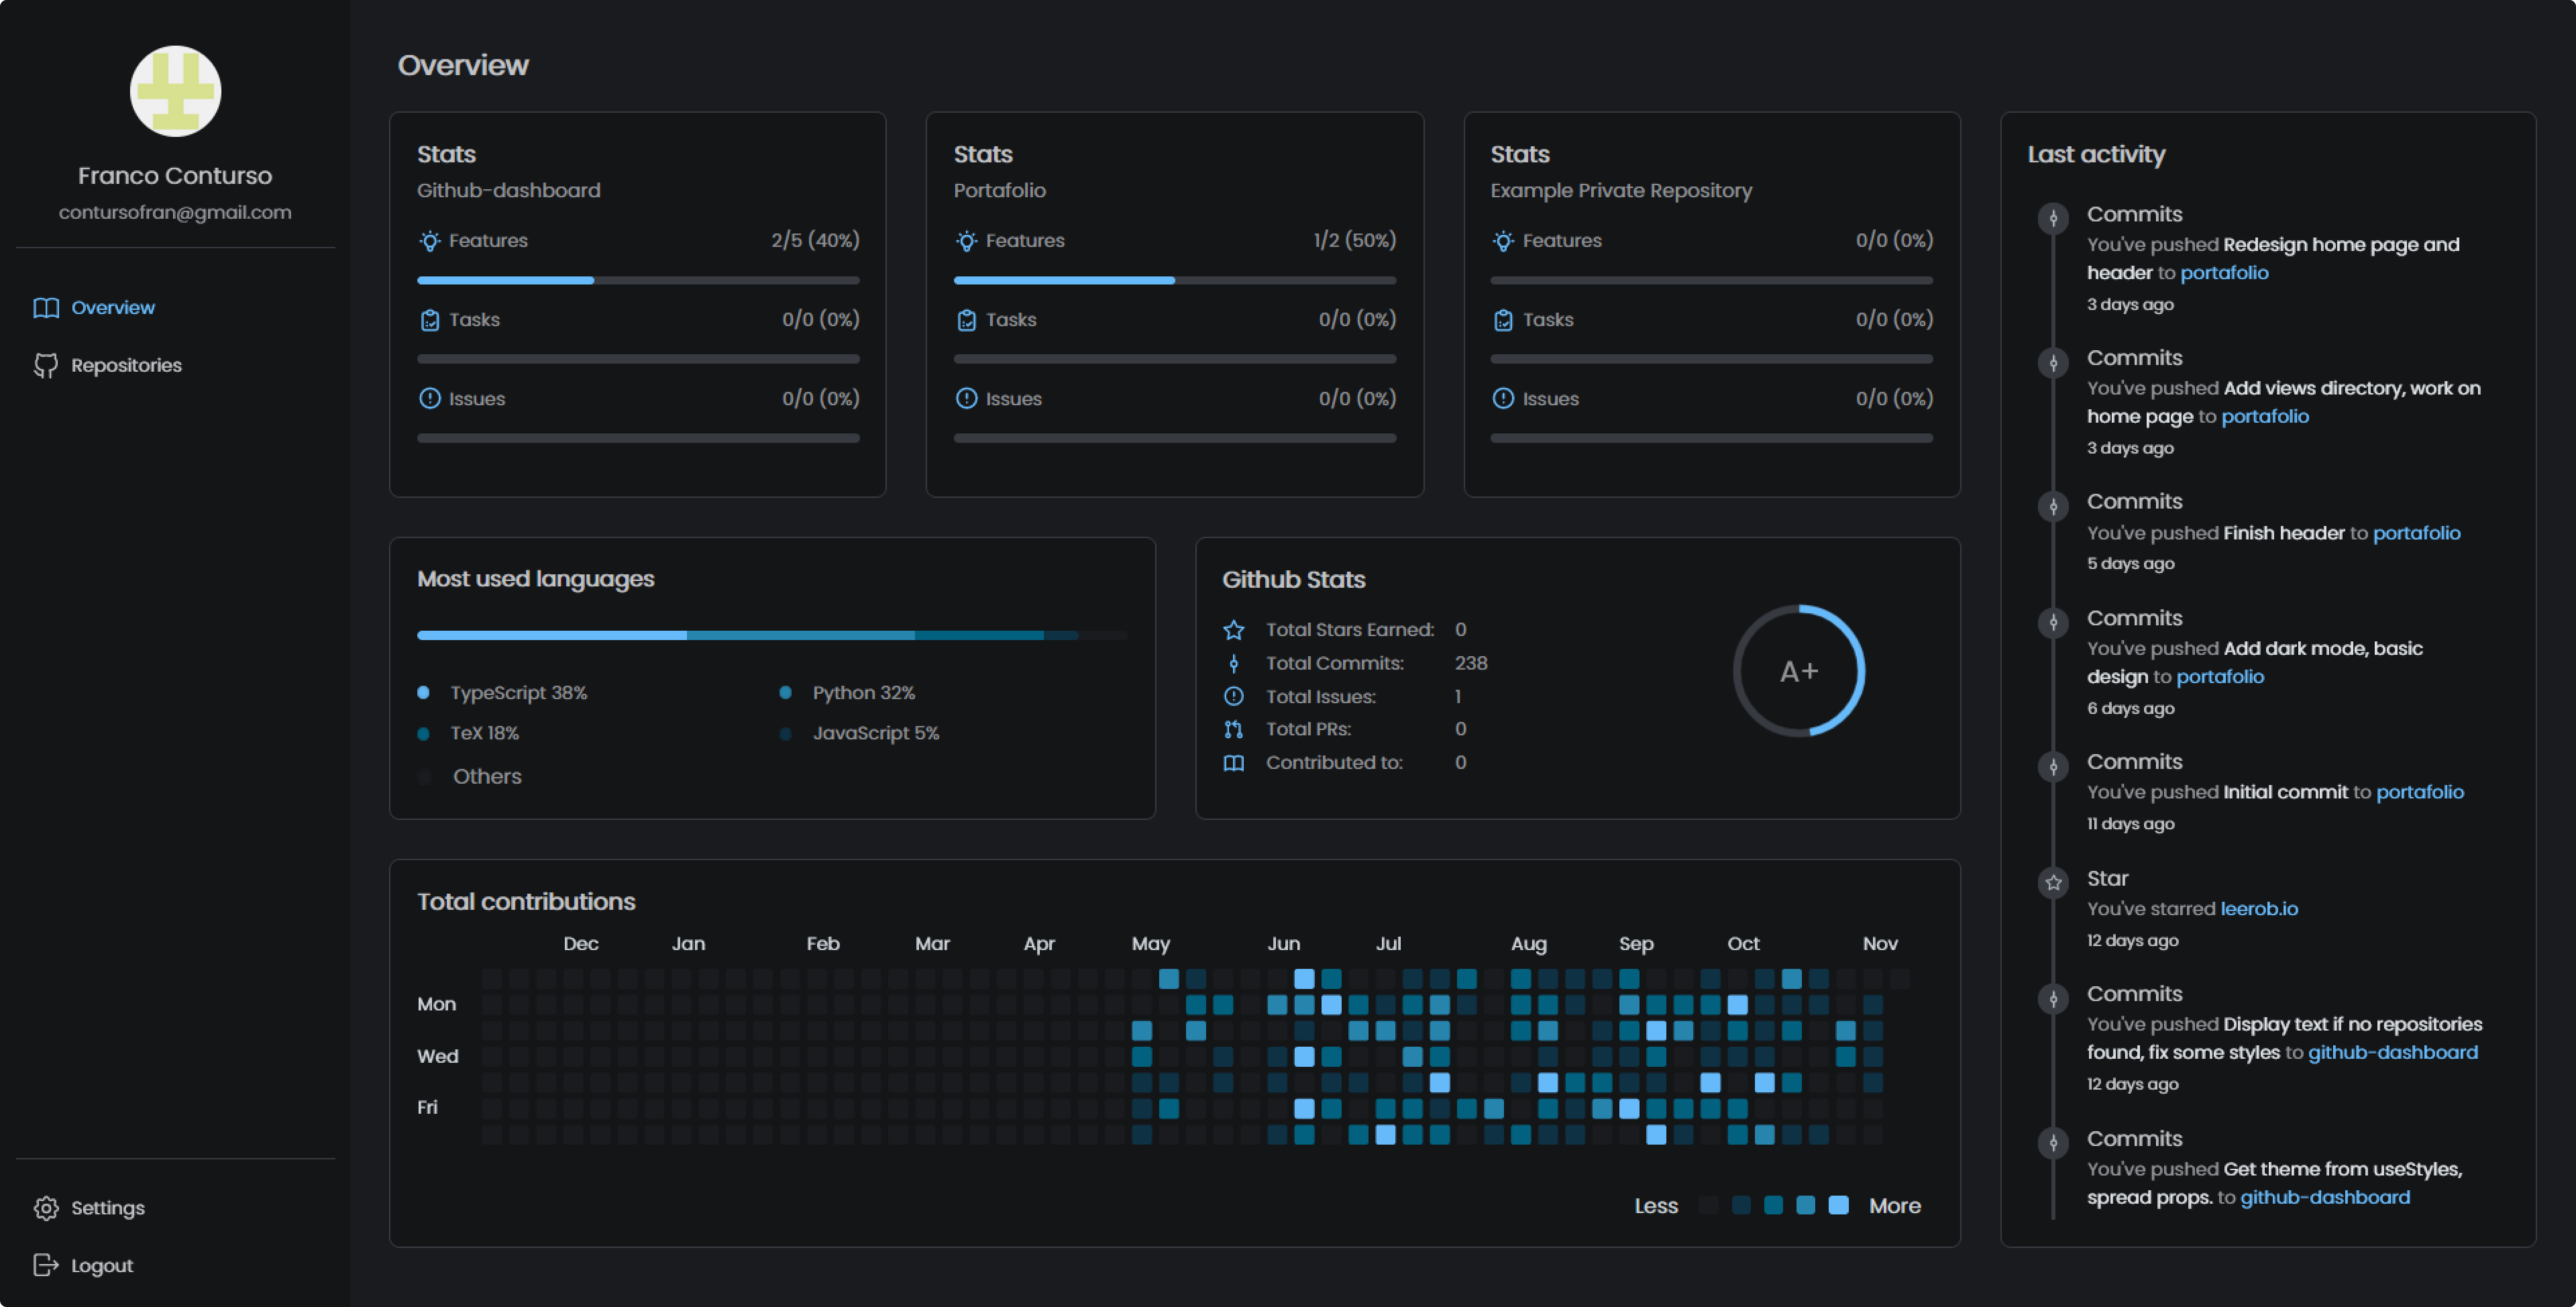 Franco Conturso
contursofran@gmail.com
Overview
Repositories
Settings
Logout
Overview
Stats
Github-dashboard
Features 2/5 (40%)
Tasks 0/0 (0%)
Issues 0/0 (0%)
Stats
Portafolio
Features 1/2 (50%)
Tasks 0/0 (0%)
Issues 0/0 (0%)
Stats
Example Private Repository
Features 0/0 (0%)
Tasks 0/0 (0%)
Issues 0/0 (0%)
Most used languages
TypeScript 38% Python 32%
TeX 18% JavaScript 5%
Others
Github Stats
Total Stars Earned: 0
Total Commits: 238
Total Issues: 1
Total PRs: 0
Contributed to: 0
A+
Total contributions
Dec Jan Feb Mar Apr May Jun Jul Aug Sep Oct Nov
Mon
Wed
Fri
Less More
Last activity
Commits
You've pushed Redesign home page and
header to portafolio
3 days ago
Commits
You've pushed Add views directory, work on
home page to portafolio
3 days ago
Commits
You've pushed Finish header to portafolio
5 days ago
Commits
You've pushed Add dark mode, basic
design to portafolio
6 days ago
Commits
You've pushed Initial commit to portafolio
11 days ago
Star
You've starred leerob.io
12 days ago
Commits
You've pushed Display text if no repositories
found, fix some styles to github-dashboard
12 days ago
Commits
You've pushed Get theme from useStyles,
spread props. to github-dashboard